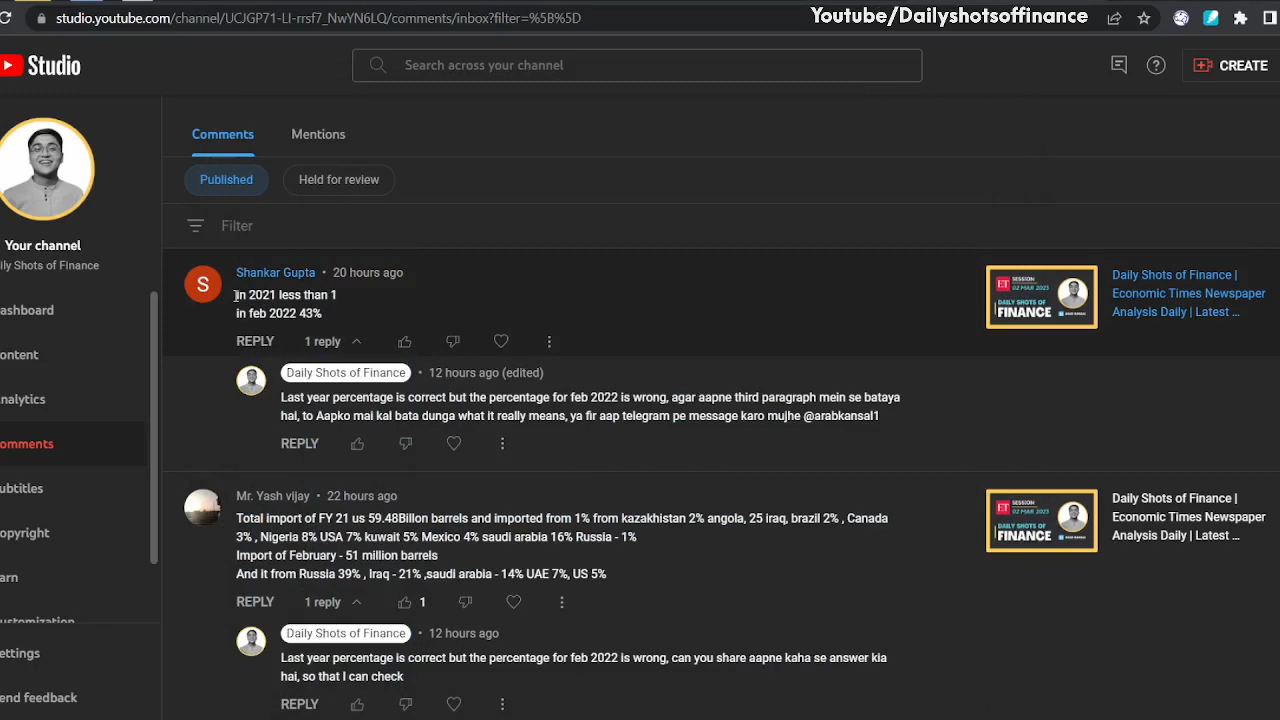 studio.youtube.com/channel/UCJGP71-LI-rrsf7_NwYN6LQ/comments/inbox?filter=%5B%5D
Youtube/Dailyshotsoffinance
Studio
Search across your channel
CREATE
Comments
Mentions
Published
Held for review
Filter
Your channel
ly Shots of Finance
ashboard
ontent
nalytics
omments
ubtitles
opyright
arn
ustomization
ettings
end feedback
S
Shankar Gupta • 20 hours ago
in 2021 less than 1
in feb 2022 43%
REPLY
1 reply
Daily Shots of Finance • 12 hours ago (edited)
Last year percentage is correct but the percentage for feb 2022 is wrong, agar aapne third paragraph mein se bataya
hai, to Aapko mai kal bata dunga what it really means, ya fir aap telegram pe message karo mujhe @arabkansal1
REPLY
ET SESSION
02 MAR 2023
DAILY SHOTS OF
FINANCE
Daily Shots of Finance |
Economic Times Newspaper
Analysis Daily | Latest ...
Mr. Yash vijay • 22 hours ago
Total import of FY 21 us 59.48Billon barrels and imported from 1% from kazakhistan 2% angola, 25 iraq, brazil 2% , Canada
3% , Nigeria 8% USA 7% kuwait 5% Mexico 4% saudi arabia 16% Russia - 1%
Import of February - 51 million barrels
And it from Russia 39% , Iraq - 21% ,saudi arabia - 14% UAE 7%, US 5%
REPLY
1 reply
1
Daily Shots of Finance • 12 hours ago
Last year percentage is correct but the percentage for feb 2022 is wrong, can you share aapne kaha se answer kia
hai, so that I can check
REPLY
ET SESSION
02 MAR 2023
DAILY SHOTS OF
FINANCE
Daily Shots of Finance |
Economic Times Newspaper
Analysis Daily | Latest ...